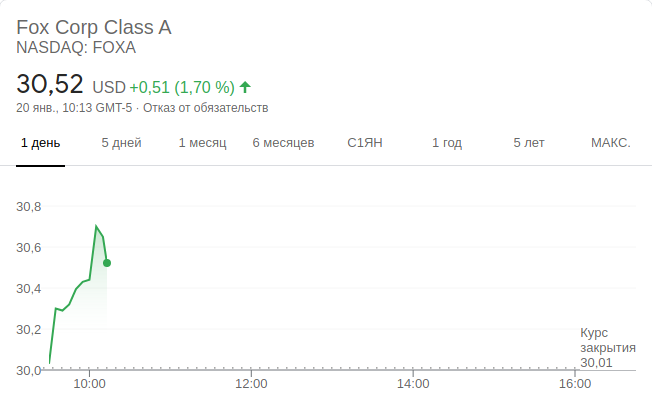 Fox Corp Class A
NASDAQ: FOXA
30,52 USD +0,51 (1,70 %)
20 янв., 10:13 GMT-5 · Отказ от обязательств
1 день 5 дней 1 месяц 6 месяцев С1ЯН 1 год 5 лет МАКС.
30,8
30,6
30,4
30,2
30,0
Курс
закрытия
30,01
10:00 12:00 14:00 16:00